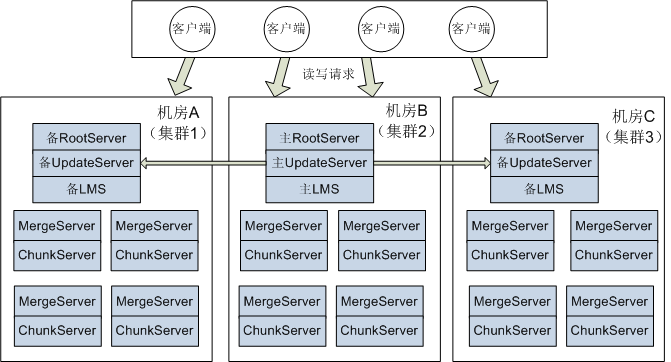 客户端 客户端 客户端 客户端
读写请求
机房A
（集群1）
备RootServer
备UpdateServer
备LMS
MergeServer MergeServer
ChunkServer ChunkServer
MergeServer MergeServer
ChunkServer ChunkServer
机房B
（集群2）
主RootServer
主UpdateServer
主LMS
MergeServer MergeServer
ChunkServer ChunkServer
MergeServer MergeServer
ChunkServer ChunkServer
机房C
（集群3）
备RootServer
备UpdateServer
备LMS
MergeServer MergeServer
ChunkServer ChunkServer
MergeServer MergeServer
ChunkServer ChunkServer